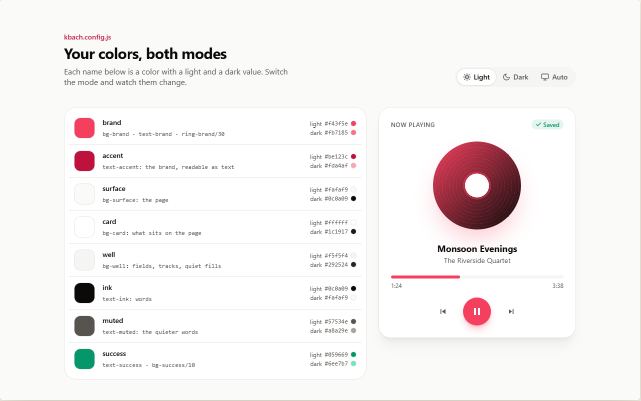 kbach.config.js
Your colors, both modes
Each name below is a color with a light and a dark value. Switch
the mode and watch them change.
Light
Dark
Auto
brand
bg-brand · text-brand · ring-brand/30
light #f43f5e
dark #fb7185
accent
text-accent: the brand, readable as text
light #be123c
dark #fda4af
surface
bg-surface: the page
light #fafaf9
dark #0c0a09
card
bg-card: what sits on the page
light #ffffff
dark #1c1917
well
bg-well: fields, tracks, quiet fills
light #f5f5f4
dark #292524
ink
text-ink: words
light #0c0a09
dark #fafaf9
muted
text-muted: the quieter words
light #57534e
dark #a8a29e
success
text-success · bg-success/10
light #059669
dark #6ee7b7
NOW PLAYING
Saved
Monsoon Evenings
The Riverside Quartet
1:24
3:38